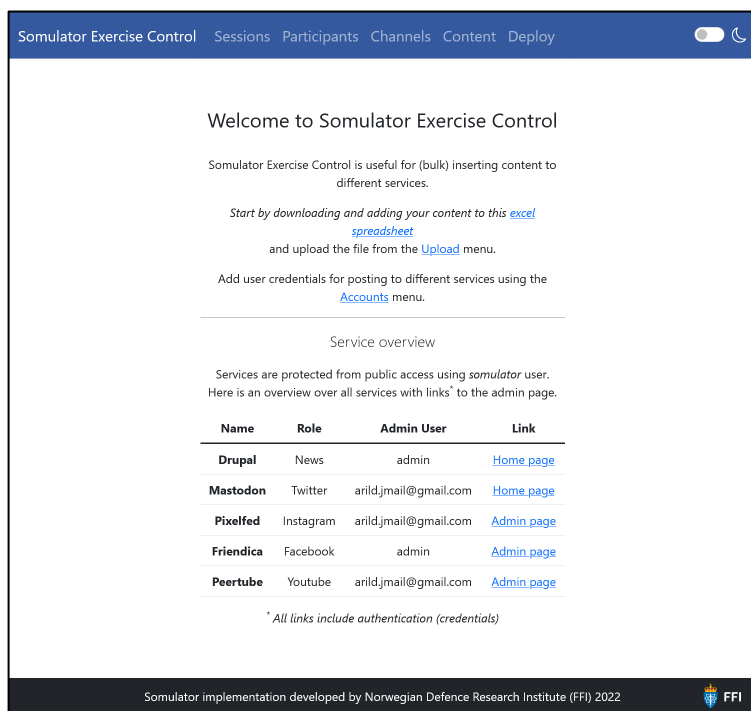 Somulator Exercise Control Sessions Participants Channels Content Deploy
Welcome to Somulator Exercise Control
Somulator Exercise Control is useful for (bulk) inserting content to
different services.
Start by downloading and adding your content to this excel
spreadsheet
and upload the file from the Upload menu.
Add user credentials for posting to different services using the
Accounts menu.
Service overview
Services are protected from public access using somulator user.
Here is an overview over all services with links* to the admin page.
Name Role Admin User Link
Drupal News admin Home page
Mastodon Twitter arild.jmail@gmail.com Home page
Pixelfed Instagram arild.jmail@gmail.com Admin page
Friendica Facebook admin Admin page
Peertube Youtube arild.jmail@gmail.com Admin page
* All links include authentication (credentials)
Somulator implementation developed by Norwegian Defence Research Institute (FFI) 2022 FFI